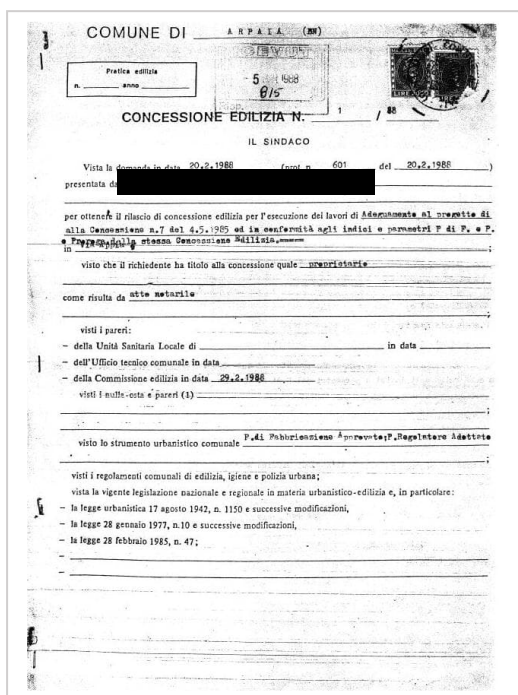 COMUNE DI ARPAIA (BN)
Pratica edilizia
n. anno
5 1988
815
LIRE
CONCESSIONE EDILIZIA N. 1 / 88
IL SINDACO
Vista la domanda in data 20.2.1988 (prot. n. 601 del 20.2.1988)
presentata da
per ottenere il rilascio di concessione edilizia per l'esecuzione dei lavori di Adeguamento al progetto di
alla Concessione n.7 del 4.5.1985 ed in conformità agli indici e parametri P di F. e P.
e Proroga della stessa Concessione Edilizia.
in Via Appia ;
visto che il richiedente ha titolo alla concessione quale proprietario
come risulta da atto notarile
;
visti i pareri:
– della Unità Sanitaria Locale di in data
– dell'Ufficio tecnico comunale in data
– della Commissione edilizia in data 29.2.1988
visti i nulla-osta e pareri (1)
;
visto lo strumento urbanistico comunale P.di Fabbricazione Approvato;P.Regolatore Adottato
;
visti i regolamenti comunali di edilizia, igiene e polizia urbana;
vista la vigente legislazione nazionale e regionale in materia urbanistico-edilizia e, in particolare:
– la legge urbanistica 17 agosto 1942, n. 1150 e successive modificazioni,
– la legge 28 gennaio 1977, n.10 e successive modificazioni,
– la legge 28 febbraio 1985, n. 47;
–
–